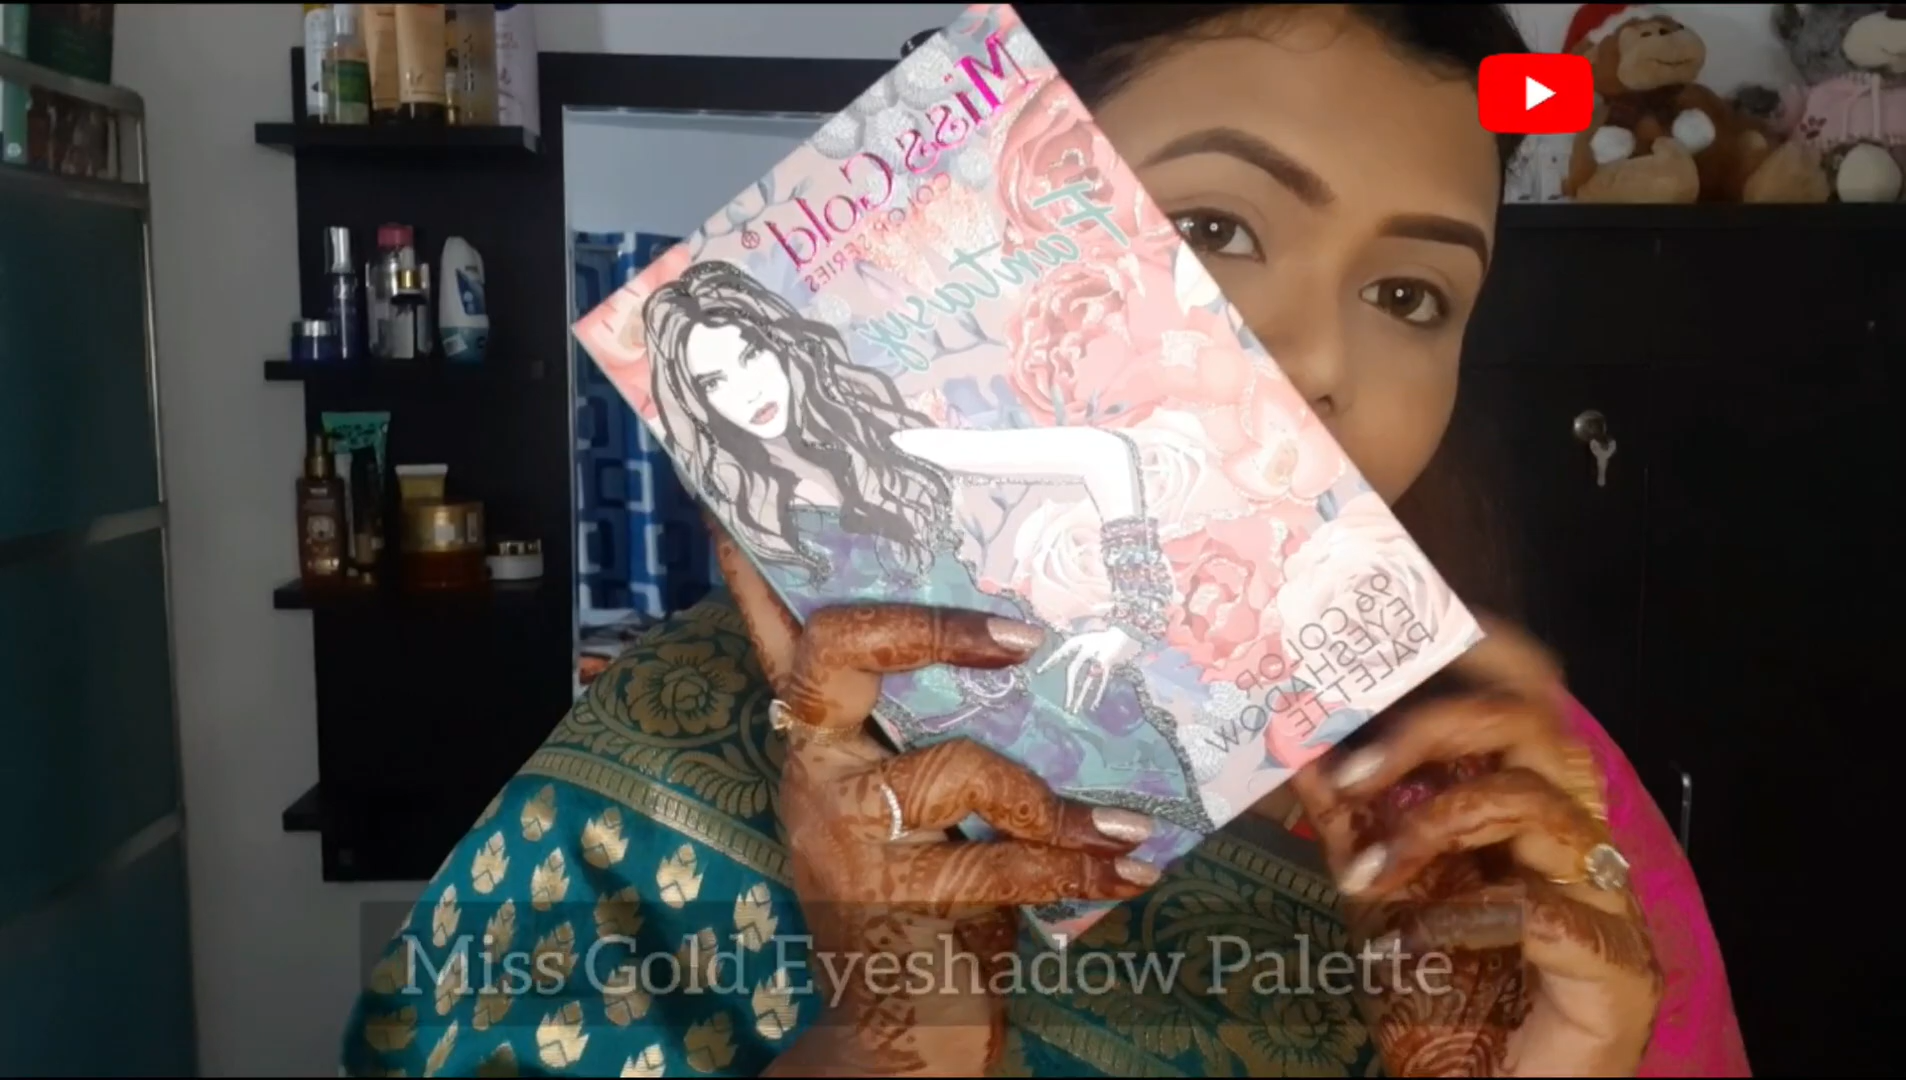 Miss Gold®
COLOR SERIES
Fantasy
96 COLOR
EYESHADOW
PALETTE
Miss Gold Eyeshadow Palette